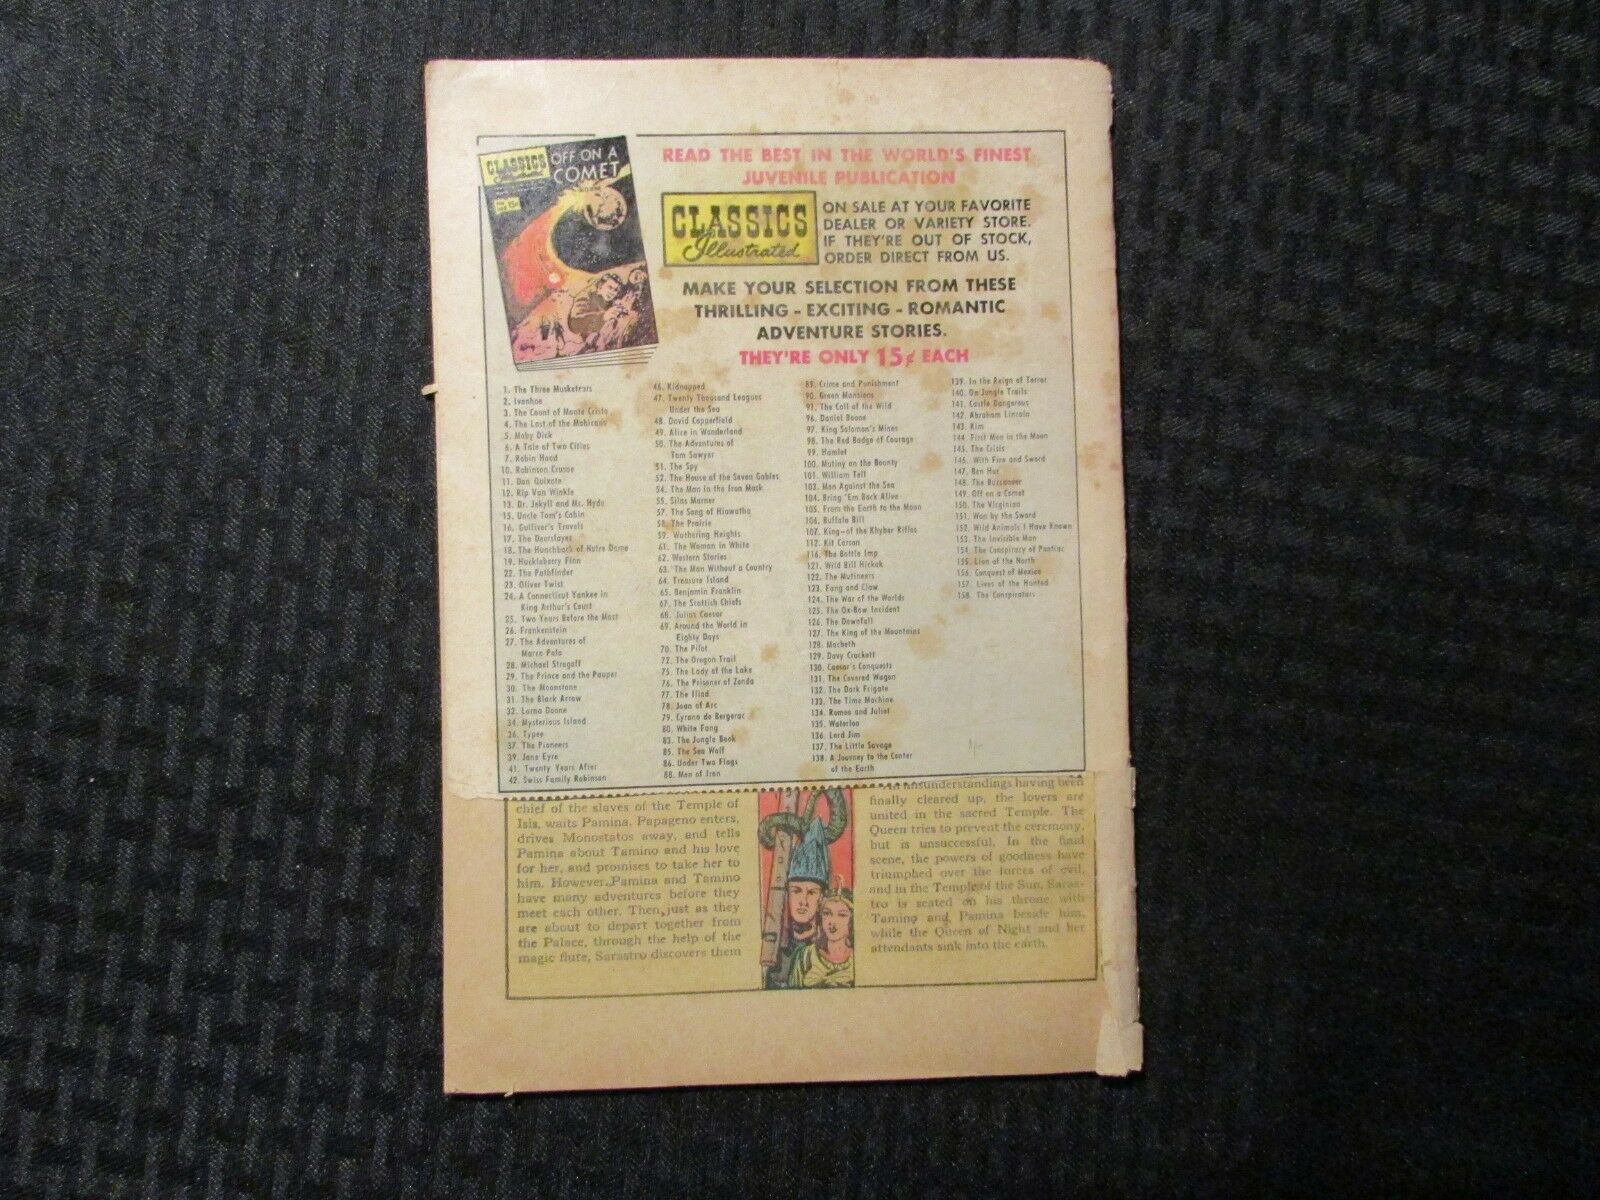 CLASSICS
Illustrated
OFF ON A
COMET
15¢
READ THE BEST IN THE WORLD'S FINEST
JUVENILE PUBLICATION
CLASSICS
Illustrated
ON SALE AT YOUR FAVORITE
DEALER OR VARIETY STORE.
IF THEY'RE OUT OF STOCK,
ORDER DIRECT FROM US.
MAKE YOUR SELECTION FROM THESE
THRILLING - EXCITING - ROMANTIC
ADVENTURE STORIES.
THEY'RE ONLY 15¢ EACH
1. The Three Musketeers
2. Ivanhoe
3. The Count of Monte Cristo
4. The Last of the Mohicans
5. Moby Dick
6. A Tale of Two Cities
7. Robin Hood
10. Robinson Crusoe
11. Don Quixote
12. Rip Van Winkle
13. Dr. Jekyll and Mr. Hyde
15. Uncle Tom's Cabin
16. Gulliver's Travels
17. The Deerslayer
18. The Hunchback of Notre Dame
19. Huckleberry Finn
22. The Pathfinder
23. Oliver Twist
24. A Connecticut Yankee in
King Arthur's Court
25. Two Years Before the Mast
26. Frankenstein
27. The Adventures of
Marco Polo
28. Michael Strogoff
29. The Prince and the Pauper
30. The Moonstone
31. The Black Arrow
32. Lorna Doone
34. Mysterious Island
36. Typee
37. The Pioneers
39. Jane Eyre
41. Twenty Years After
42. Swiss Family Robinson
46. Kidnapped
47. Twenty Thousand Leagues
Under the Sea
48. David Copperfield
49. Alice in Wonderland
50. The Adventures of
Tom Sawyer
51. The Spy
52. The House of the Seven Gables
54. The Man in the Iron Mask
55. Silas Marner
57. The Song of Hiawatha
58. The Prairie
59. Wuthering Heights
61. The Woman in White
62. Western Stories
63. The Man Without a Country
64. Treasure Island
65. Benjamin Franklin
67. The Scottish Chiefs
68. Julius Caesar
69. Around the World in
Eighty Days
70. The Pilot
72. The Oregon Trail
75. The Lady of the Lake
76. The Prisoner of Zenda
77. The Iliad
78. Joan of Arc
79. Cyrano de Bergerac
80. White Fang
83. The Jungle Book
85. The Sea Wolf
86. Under Two Flags
88. Men of Iron
89. Crime and Punishment
90. Green Mansions
91. The Call of the Wild
96. Daniel Boone
97. King Solomon's Mines
98. The Red Badge of Courage
99. Hamlet
100. Mutiny on the Bounty
101. William Tell
103. Men Against the Sea
104. Bring 'Em Back Alive
105. From the Earth to the Moon
106. Buffalo Bill
107. King—of the Khyber Rifles
112. Kit Carson
116. The Bottle Imp
121. Wild Bill Hickok
122. The Mutineers
123. Fang and Claw
124. The War of the Worlds
125. The Ox-Bow Incident
126. The Downfall
127. The King of the Mountains
128. Macbeth
129. Davy Crockett
130. Caesar's Conquests
131. The Covered Wagon
132. The Dark Frigate
133. The Time Machine
134. Romeo and Juliet
135. Waterloo
136. Lord Jim
137. The Little Savage
138. A Journey to the Center
of the Earth
139. In the Reign of Terror
140. On Jungle Trails
141. Castle Dangerous
142. Abraham Lincoln
143. Kim
144. First Men in the Moon
145. The Crisis
146. With Fire and Sword
147. Ben Hur
148. The Buccaneer
149. Off on a Comet
150. The Virginian
151. Won by the Sword
152. Wild Animals I Have Known
153. The Invisible Man
154. The Conspiracy of Pontiac
155. Lion of the North
156. Conquest of Mexico
157. Lives of the Hunted
158. The Conspirators
chief of the slaves of the Temple of
Isis, waits Pamina. Papageno enters,
drives Monostatos away, and tells
Pamina about Tamino and his love
for her, and promises to take her to
him. However, Pamina and Tamino
have many adventures before they
meet each other. Then, just as they
are about to depart together from
the Palace, through the help of the
magic flute, Sarastro discovers them
misunderstandings having been
finally cleared up, the lovers are
united in the sacred Temple. The
Queen tries to prevent the ceremony,
but is unsuccessful. In the final
scene, the powers of goodness have
triumphed over the forces of evil,
and in the Temple of the Sun, Saras-
tro is seated on his throne with
Tamino and Pamina beside him,
while the Queen of Night and her
attendants sink into the earth.